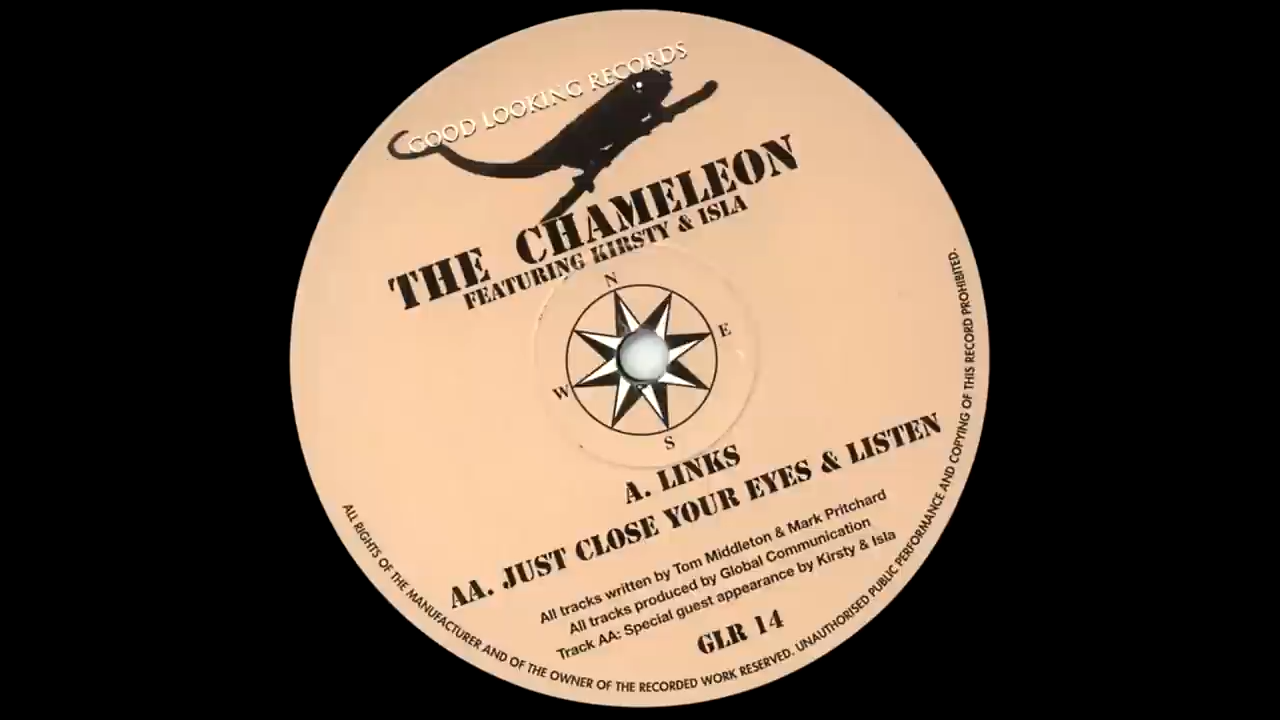 GOOD LOOKING RECORDS
THE CHAMELEON
FEATURING KIRSTY & ISLA
N
E
W
S
A. LINKS
AA. JUST CLOSE YOUR EYES & LISTEN
All tracks written by Tom Middleton & Mark Pritchard
All tracks produced by Global Communication
Track AA: Special guest appearance by Kirsty & Isla
GLR 14
ALL RIGHTS OF THE MANUFACTURER AND OF THE OWNER OF THE RECORDED WORK RESERVED. UNAUTHORISED PUBLIC PERFORMANCE AND COPYING OF THIS RECORD PROHIBITED.